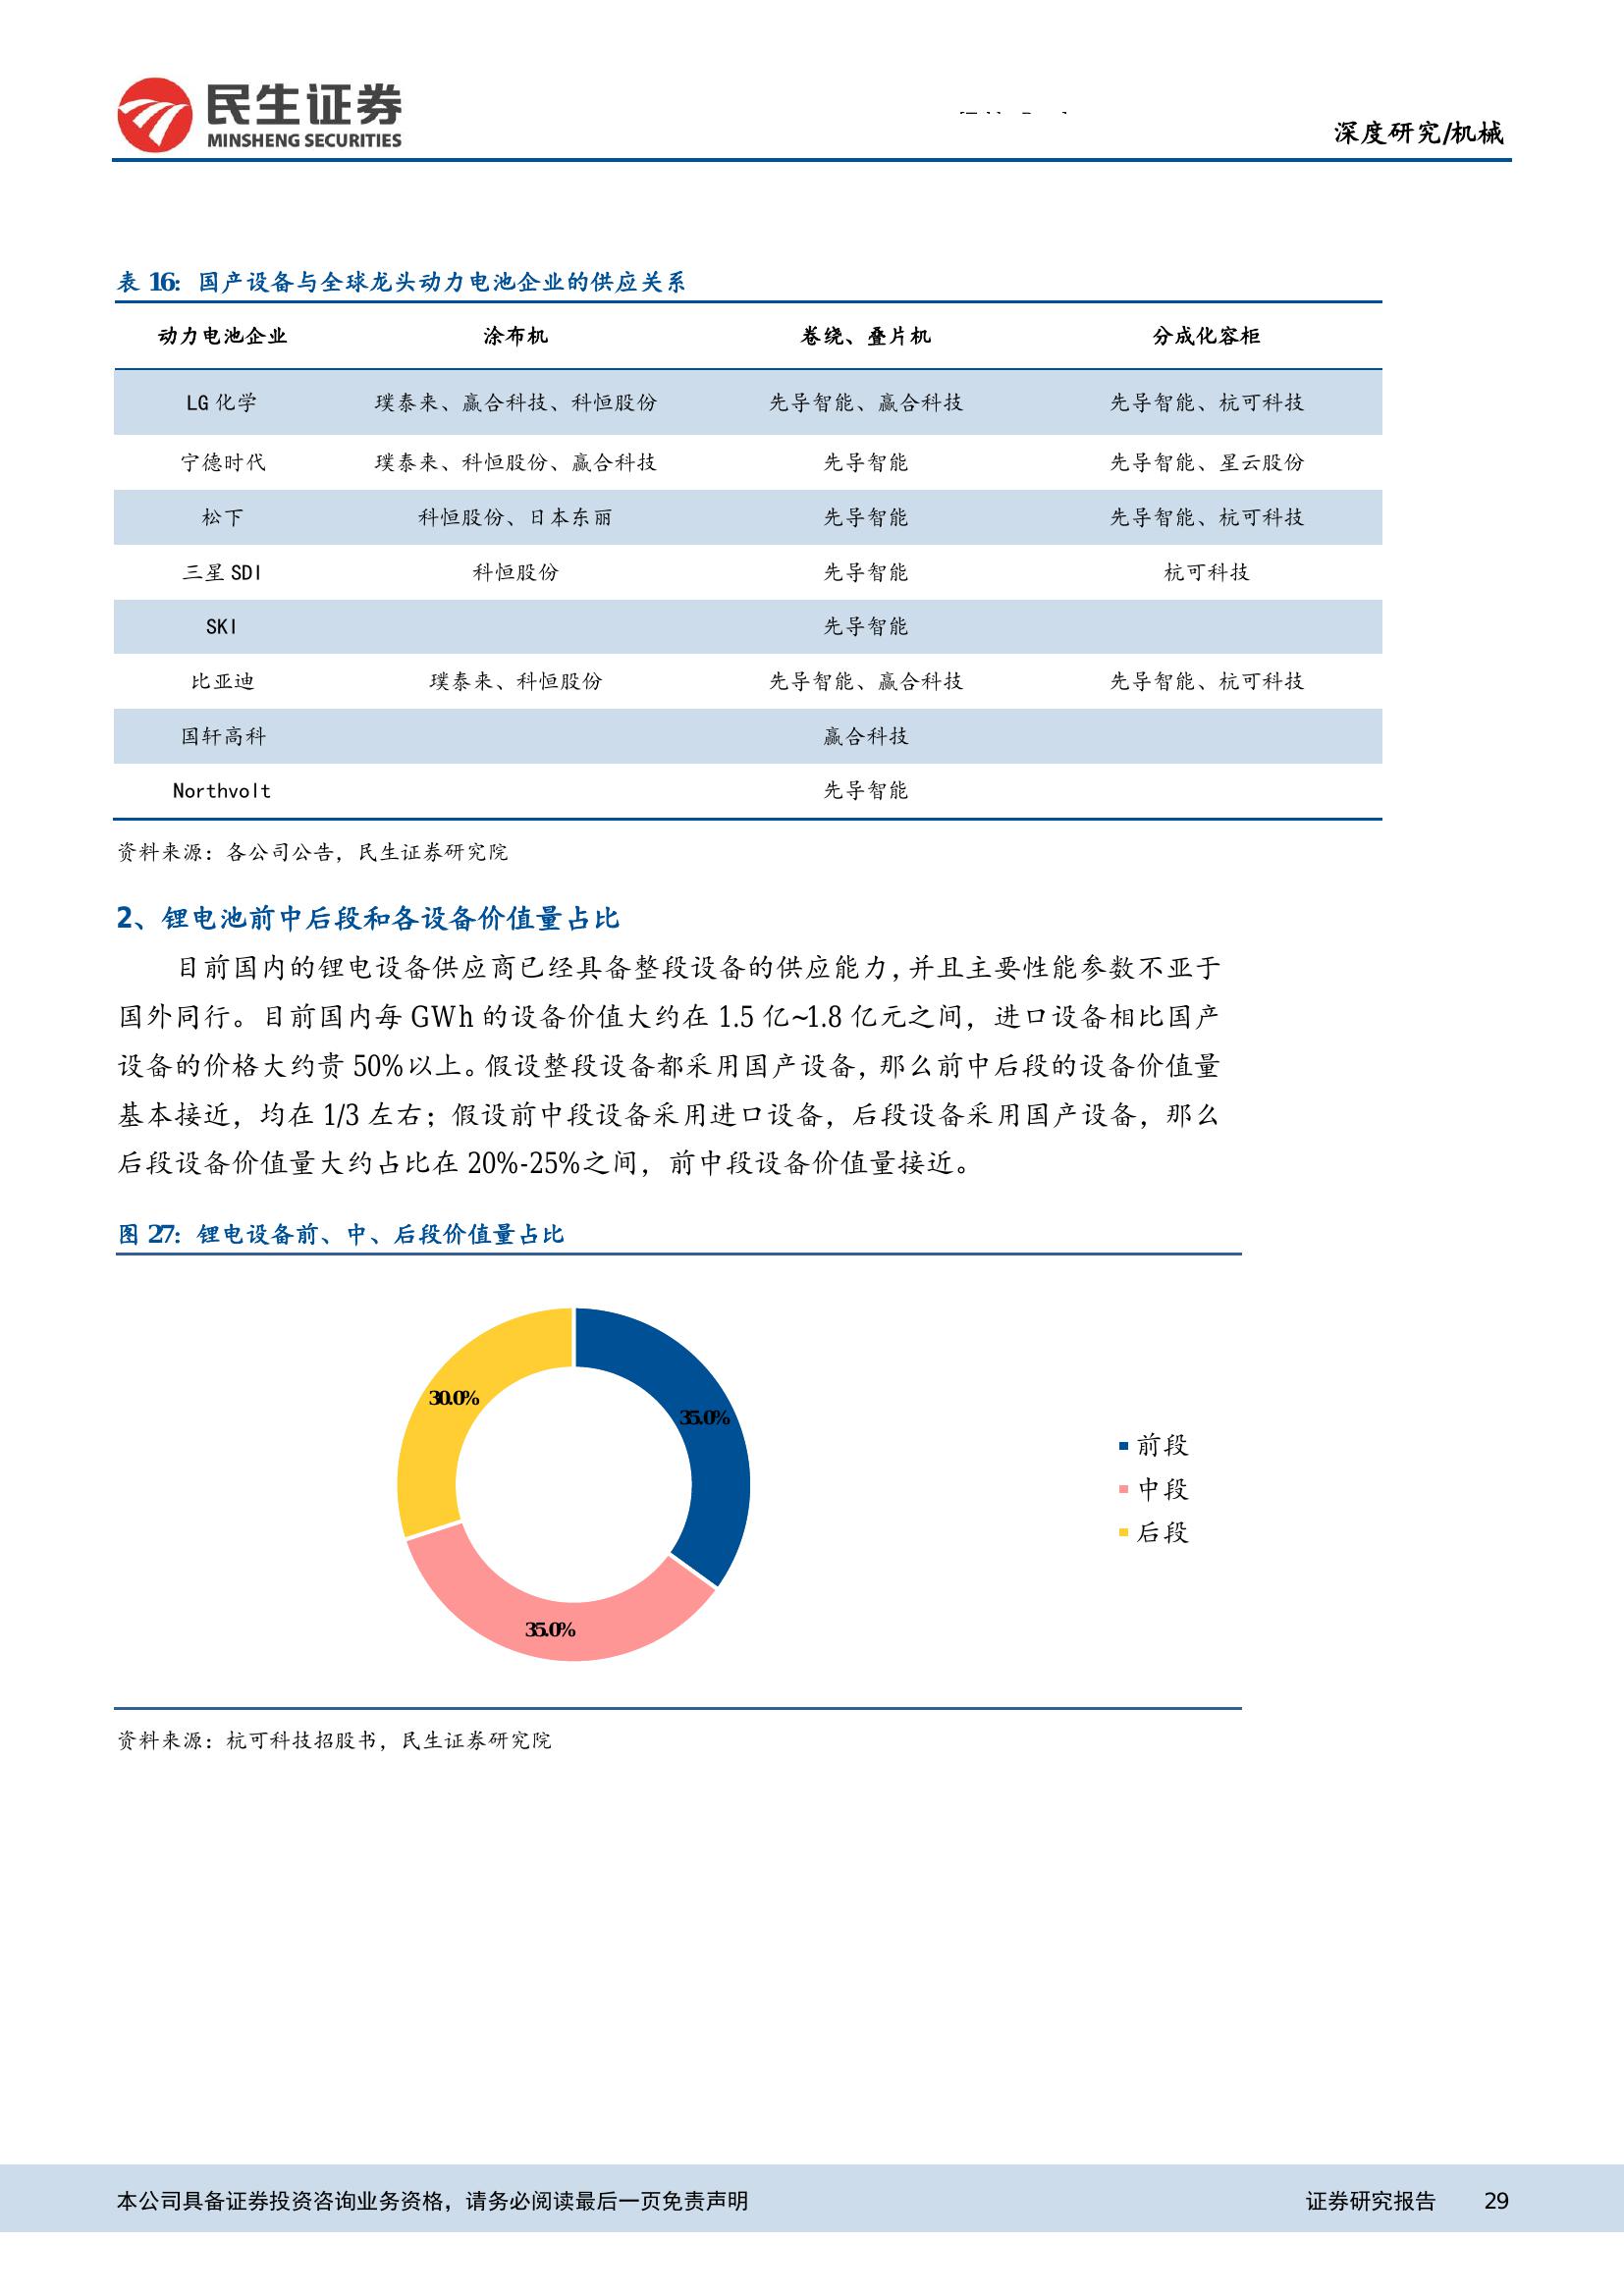 民生证券
MINSHENG SECURITIES
深度研究/机械
表 16：国产设备与全球龙头动力电池企业的供应关系
动力电池企业 涂布机 卷绕、叠片机 分成化容柜
LG 化学 璞泰来、赢合科技、科恒股份 先导智能、赢合科技 先导智能、杭可科技
宁德时代 璞泰来、科恒股份、赢合科技 先导智能 先导智能、星云股份
松下 科恒股份、日本东丽 先导智能 先导智能、杭可科技
三星 SDI 科恒股份 先导智能 杭可科技
SKI 先导智能
比亚迪 璞泰来、科恒股份 先导智能、赢合科技 先导智能、杭可科技
国轩高科 赢合科技
Northvolt 先导智能
资料来源：各公司公告，民生证券研究院
2、锂电池前中后段和各设备价值量占比
目前国内的锂电设备供应商已经具备整段设备的供应能力，并且主要性能参数不亚于
国外同行。目前国内每 GWh 的设备价值大约在 1.5 亿~1.8 亿元之间，进口设备相比国产
设备的价格大约贵 50%以上。假设整段设备都采用国产设备，那么前中后段的设备价值量
基本接近，均在 1/3 左右；假设前中段设备采用进口设备，后段设备采用国产设备，那么
后段设备价值量大约占比在 20%-25%之间，前中段设备价值量接近。
图 27：锂电设备前、中、后段价值量占比
30.0%
35.0%
35.0%
前段
中段
后段
资料来源：杭可科技招股书，民生证券研究院
本公司具备证券投资咨询业务资格，请务必阅读最后一页免责声明 证券研究报告 29